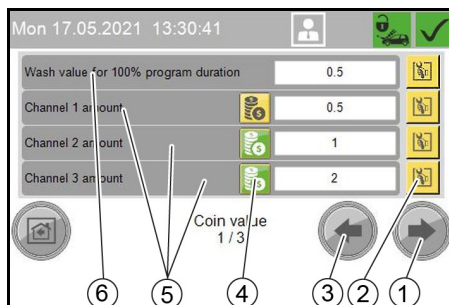 Mon 17.05.2021 13:30:41
Wash value for 100% program duration 0.5
Channel 1 amount 0.5
Channel 2 amount 1
Channel 3 amount 2
Coin value
1 / 3
6 5 4 3 2 1